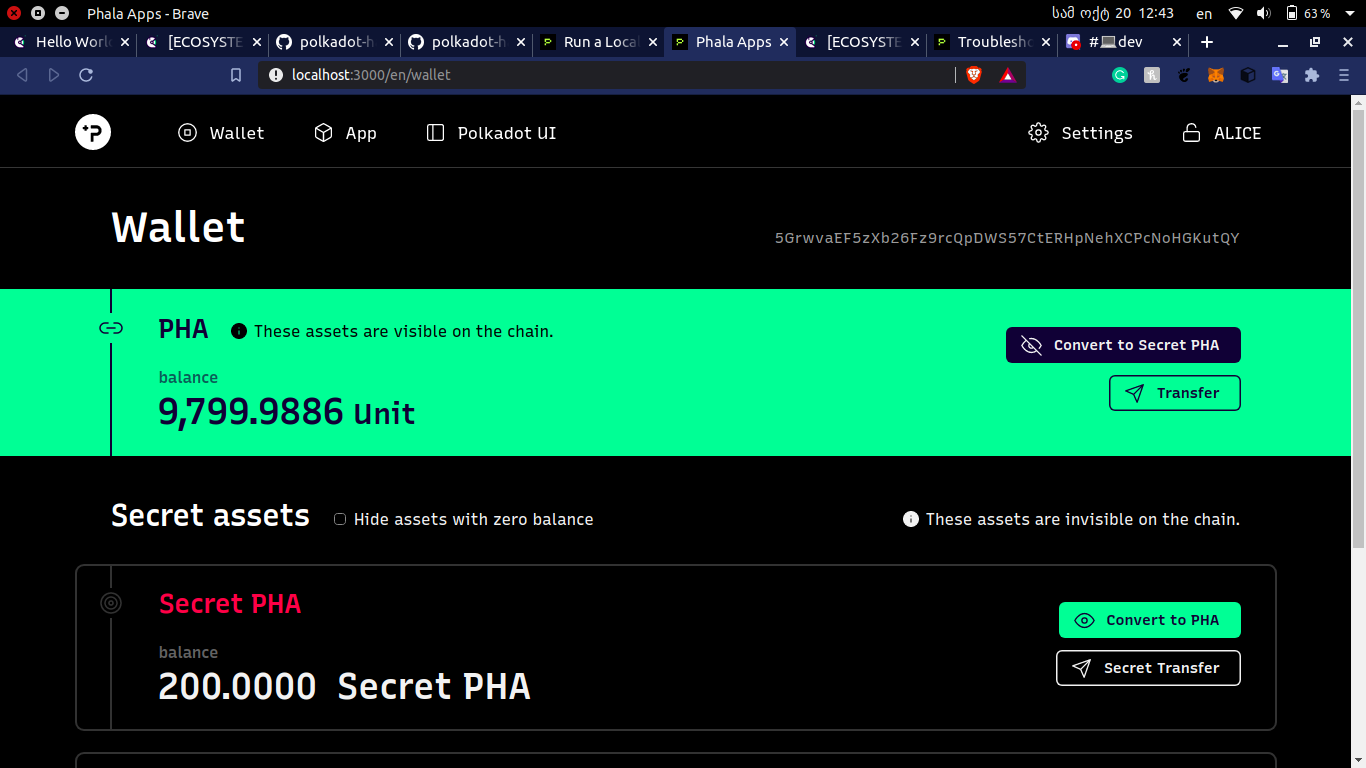 Phala Apps - Brave
სამ ოქტ 20 12:43
en
63 %
Hello Worl
[ECOSYSTE
polkadot-h
polkadot-h
Run a Loca
Phala Apps
[ECOSYSTE
Troublesho
#💻dev
localhost:3000/en/wallet
Wallet
App
Polkadot UI
Settings
ALICE
Wallet
5GrwvaEF5zXb26Fz9rcQpDWS57CtERHpNehXCPcNoHGKutQY
PHA
These assets are visible on the chain.
Convert to Secret PHA
balance
Transfer
9,799.9886 Unit
Secret assets
Hide assets with zero balance
These assets are invisible on the chain.
Secret PHA
Convert to PHA
balance
Secret Transfer
200.0000 Secret PHA